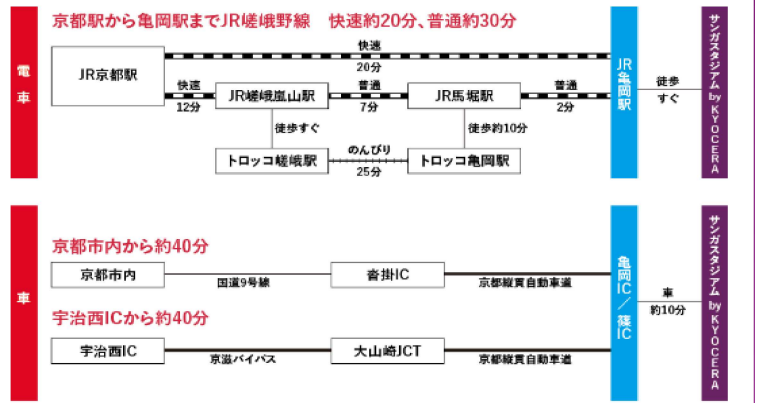 京都駅から亀岡駅までJR嵯峨野線　快速約20分、普通約30分
電車
JR京都駅
快速
20分
快速
12分
JR嵯峨嵐山駅
普通
7分
JR馬堀駅
普通
2分
徒歩すぐ
徒歩約10分
トロッコ嵯峨駅
のんびり
25分
トロッコ亀岡駅
JR亀岡駅
徒歩
すぐ
サンガスタジアム by KYOCERA
車
京都市内から約40分
京都市内
国道9号線
沓掛IC
京都縦貫自動車道
宇治西ICから約40分
宇治西IC
京滋バイパス
大山崎JCT
京都縦貫自動車道
亀岡IC／篠IC
車
約10分
サンガスタジアム by KYOCERA